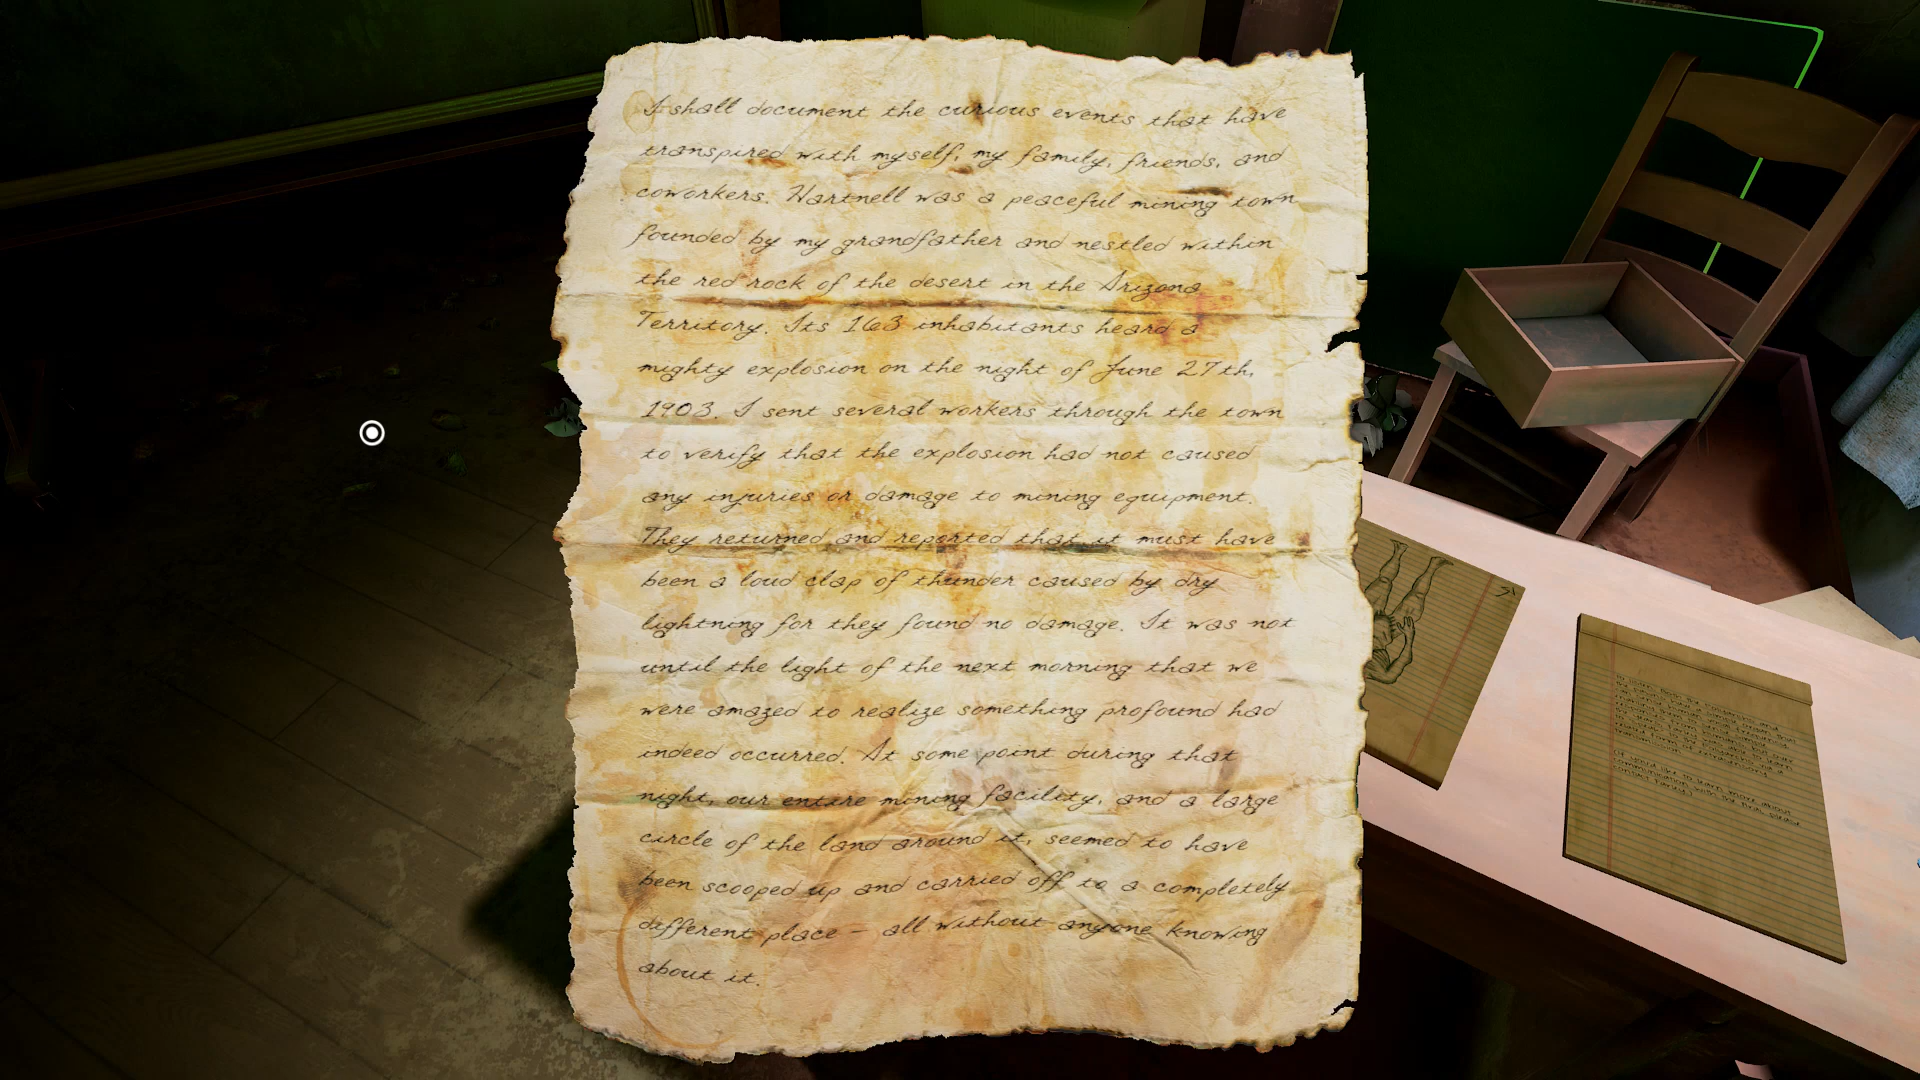 I shall document the curious events that have
transpired with myself, my family, friends, and
coworkers. Hartnell was a peaceful mining town
founded by my grandfather and nestled within
the red rock of the desert in the Arizona
Territory. Its 163 inhabitants heard a
mighty explosion on the night of June 27th,
1903. I sent several workers through the town
to verify that the explosion had not caused
any injuries or damage to mining equipment.
They returned and reported that it must have
been a loud clap of thunder caused by dry
lightning for they found no damage. It was not
until the light of the next morning that we
were amazed to realize something profound had
indeed occurred. At some point during that
night, our entire mining facility, and a large
circle of the land around it, seemed to have
been scooped up and carried off to a completely
different place - all without anyone knowing
about it.